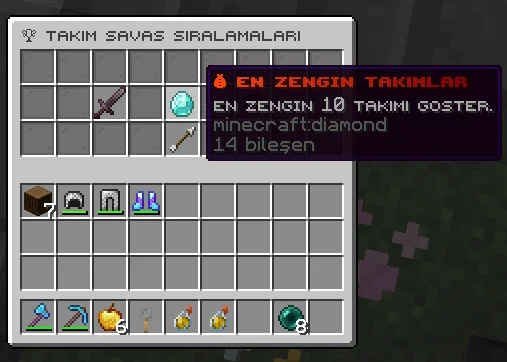 TAKIM SAVAS SIRALAMALARI
EN ZENGIN TAKIMLAR
EN ZENGIN 10 TAKIMI GOSTER.
minecraft:diamond
14 bileşen
7
6
8